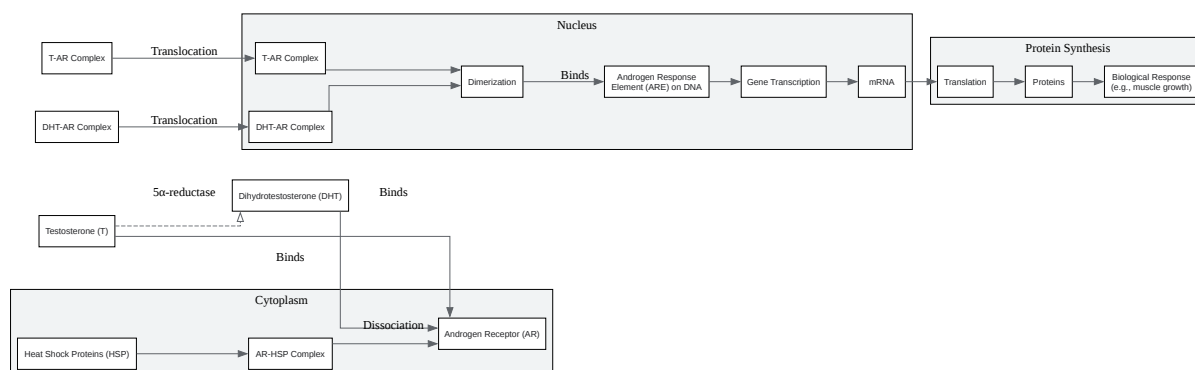 Nucleus
Protein Synthesis
T-AR Complex
Translocation
T-AR Complex
Dimerization
Binds
Androgen Response
Element (ARE) on DNA
Gene Transcription
mRNA
Translation
Proteins
Biological Response
(e.g., muscle growth)
DHT-AR Complex
Translocation
DHT-AR Complex
5α-reductase
Dihydrotestosterone (DHT)
Binds
Testosterone (T)
Binds
Cytoplasm
Dissociation
Androgen Receptor (AR)
Heat Shock Proteins (HSP)
AR-HSP Complex